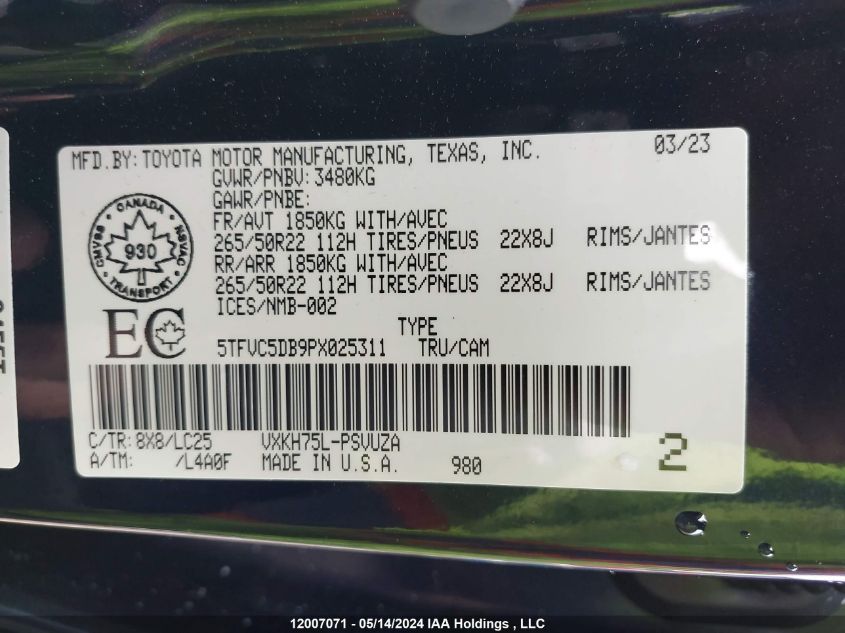 MFD.BY: TOYOTA MOTOR MANUFACTURING, TEXAS, INC. 03/23
GVWR/PNBV: 3480KG
GAWR/PNBE:
FR/AVT 1850KG WITH/AVEC
265/50R22 112H TIRES/PNEUS 22X8J RIMS/JANTES
RR/ARR 1850KG WITH/AVEC
265/50R22 112H TIRES/PNEUS 22X8J RIMS/JANTES
ICES/NMB-002
CANADA
CMVSS 930 NSVAC
TRANSPORT
EC
TYPE
5TFVC5DB9PX025311 TRU/CAM
C/TR: 8X8/LC25 VXKH75L-PSVUZA
A/TM: /L4A0F MADE IN U.S.A. 980
2
12007071 - 05/14/2024 IAA Holdings , LLC